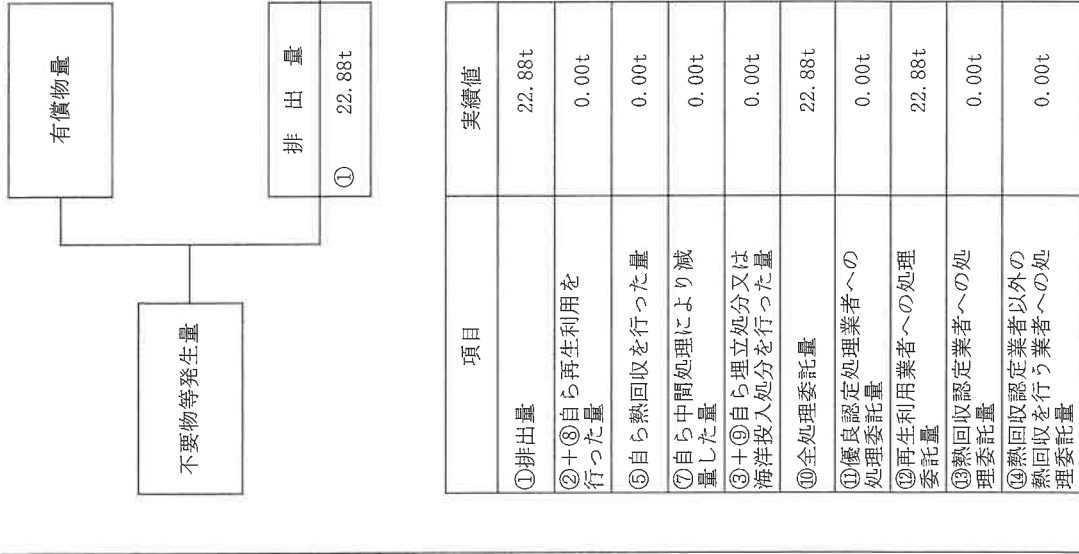 有償物量
不要物等発生量
排出量
① 22.88t
項目 実績値
①排出量 22.88t
②+⑧自ら再生利用を
行った量 0.00t
⑤自ら熱回収を行った量 0.00t
⑦自ら中間処理により減
量した量 0.00t
③+⑨自ら埋立処分又は
海洋投入処分を行った量 0.00t
⑩全処理委託量 22.88t
⑪優良認定処理業者への
処理委託量 0.00t
⑫再生利用業者への処理
委託量 22.88t
⑬熱回収認定業者への処
理委託量 0.00t
⑭熱回収認定業者以外の
熱回収を行う業者への処
理委託量 0.00t